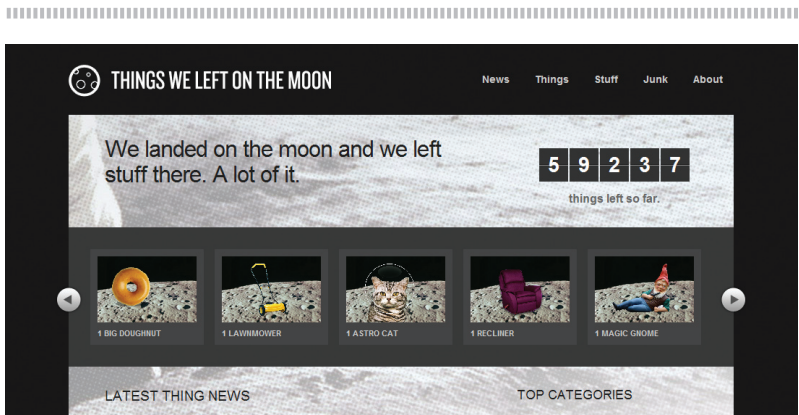 THINGS WE LEFT ON THE MOON
News Things Stuff Junk About
We landed on the moon and we left
stuff there. A lot of it.
5 9 2 3 7
things left so far.
1 BIG DOUGHNUT
1 LAWNMOWER
1 ASTRO CAT
1 RECLINER
1 MAGIC GNOME
LATEST THING NEWS
TOP CATEGORIES